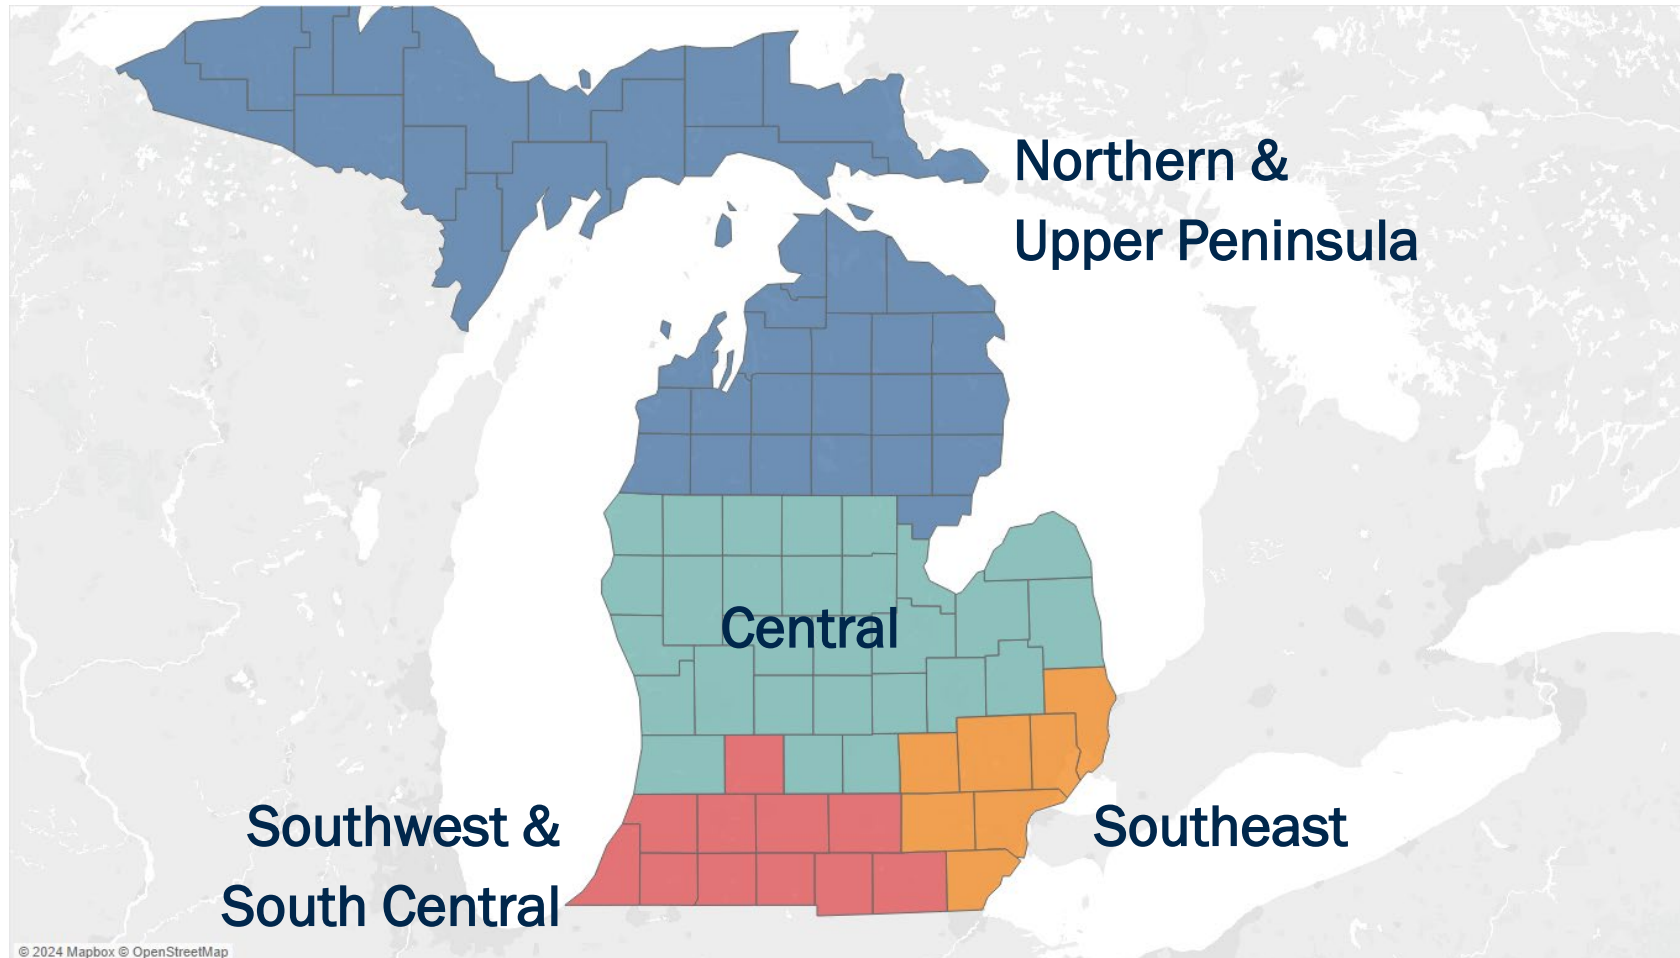 Northern &
Upper Peninsula
Central
Southwest &
South Central
Southeast
© 2024 Mapbox © OpenStreetMap